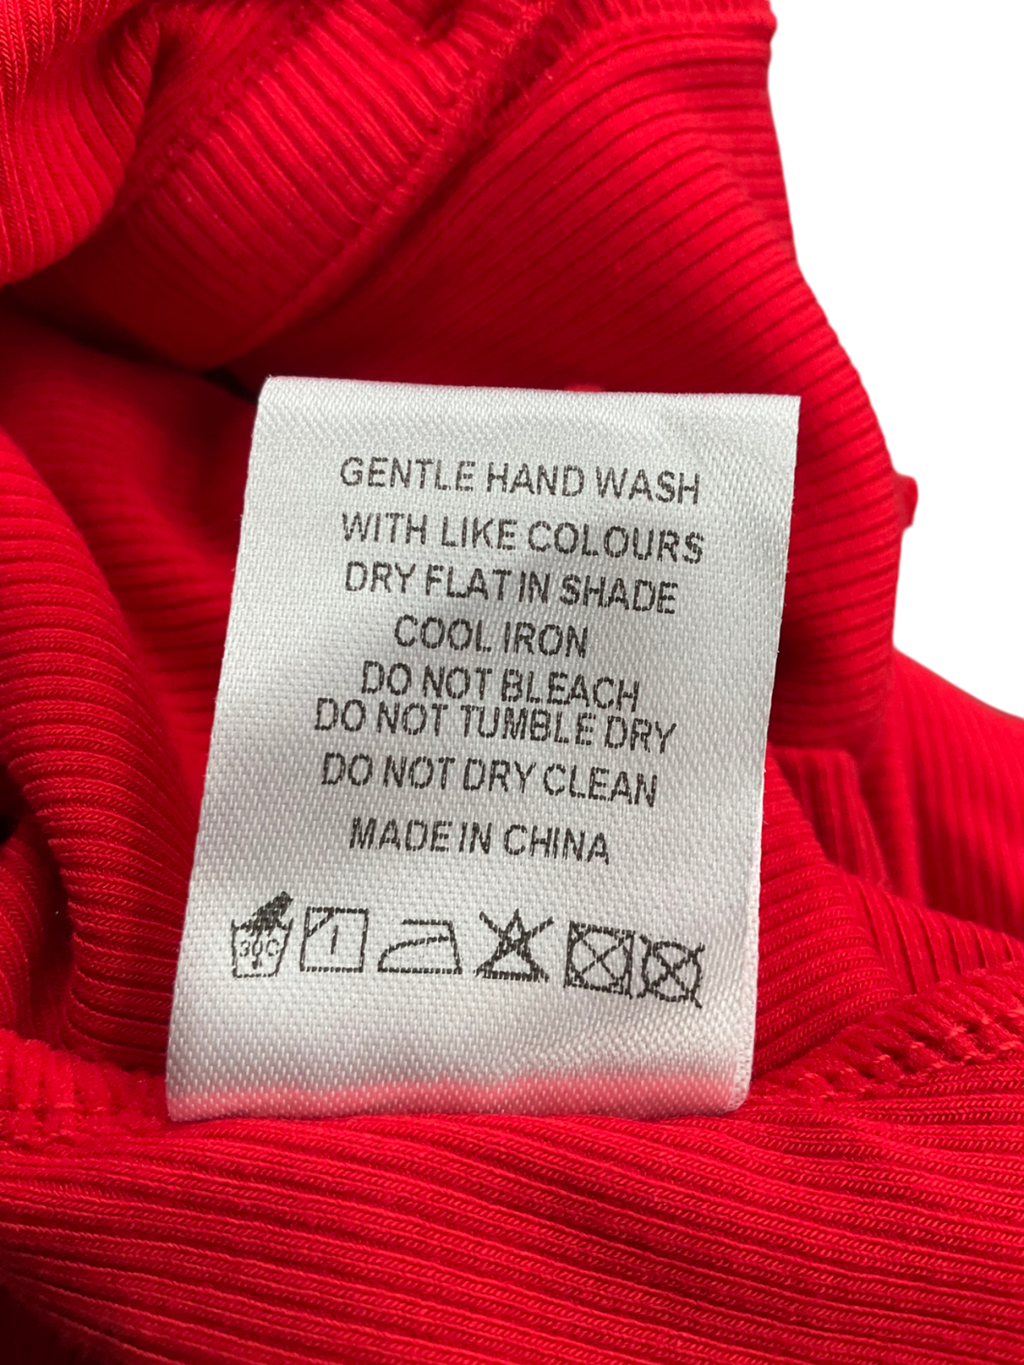 GENTLE HAND WASH
WITH LIKE COLOURS
DRY FLAT IN SHADE
COOL IRON
DO NOT BLEACH
DO NOT TUMBLE DRY
DO NOT DRY CLEAN
MADE IN CHINA
30C